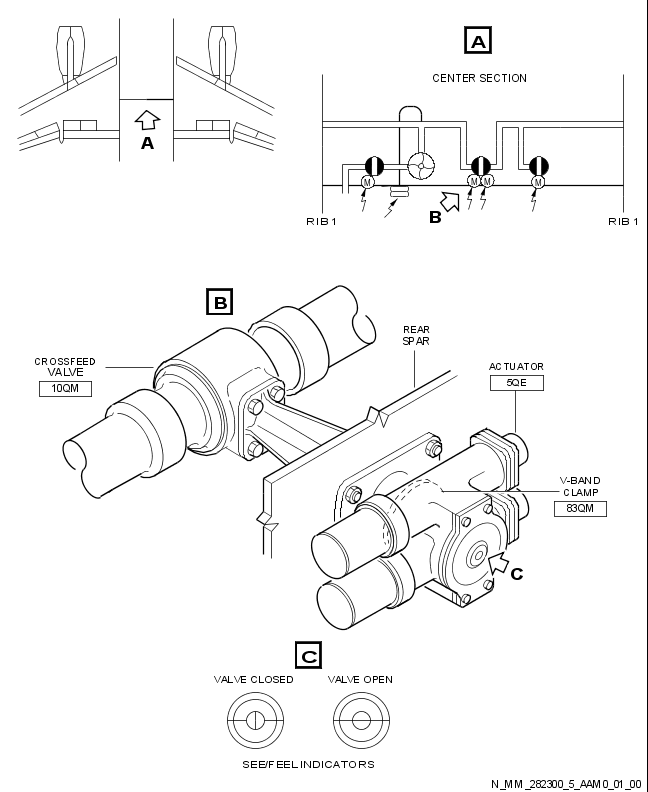 A
A
CENTER SECTION
M
M M
M
B
RIB 1
RIB 1
B
CROSSFEED
VALVE
10QM
REAR
SPAR
ACTUATOR
5QE
V-BAND
CLAMP
83QM
C
C
VALVE CLOSED
VALVE OPEN
SEE/FEEL INDICATORS
N_MM_282300_5_AAM0_01_00